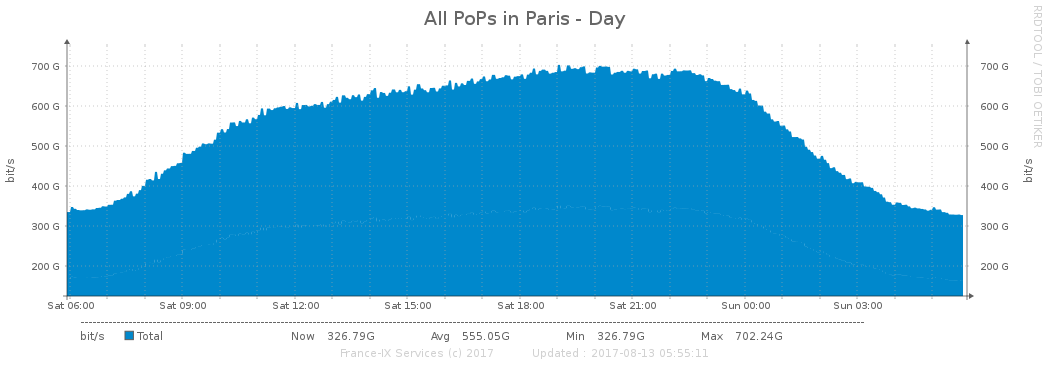 All PoPs in Paris - Day
RRDTOOL / TOBI OETIKER
bit/s
700 G 700 G
600 G 600 G
500 G 500 G
400 G 400 G
300 G 300 G
200 G 200 G
bit/s
Sat 06:00 Sat 09:00 Sat 12:00 Sat 15:00 Sat 18:00 Sat 21:00 Sun 00:00 Sun 03:00
bit/s Total Now 326.79G Avg 555.05G Min 326.79G Max 702.24G
France-IX Services (c) 2017 Updated : 2017-08-13 05:55:11